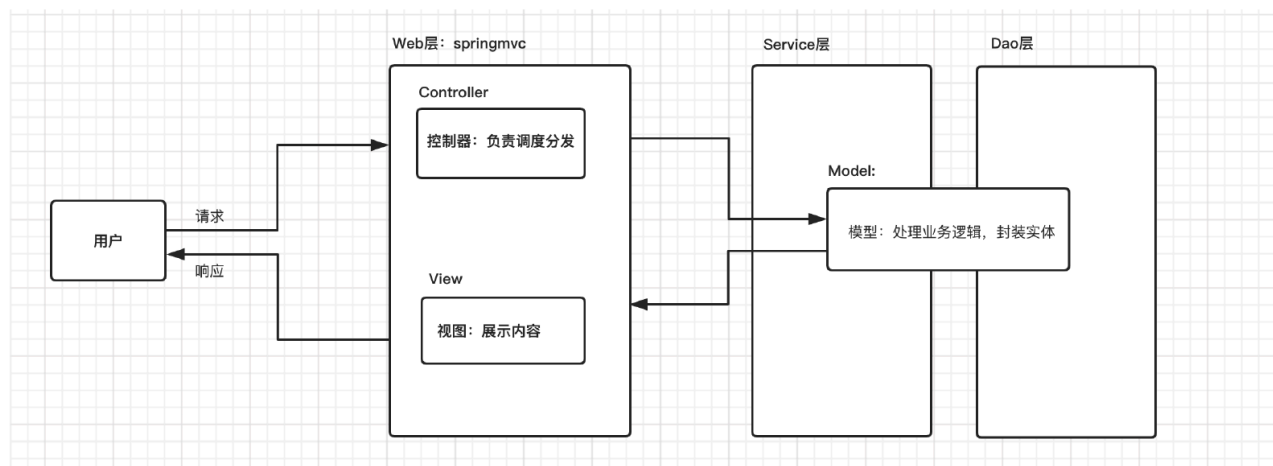 Web层：springmvc
Service层
Dao层
Controller
控制器：负责调度分发
Model:
模型：处理业务逻辑，封装实体
请求
用户
响应
View
视图：展示内容